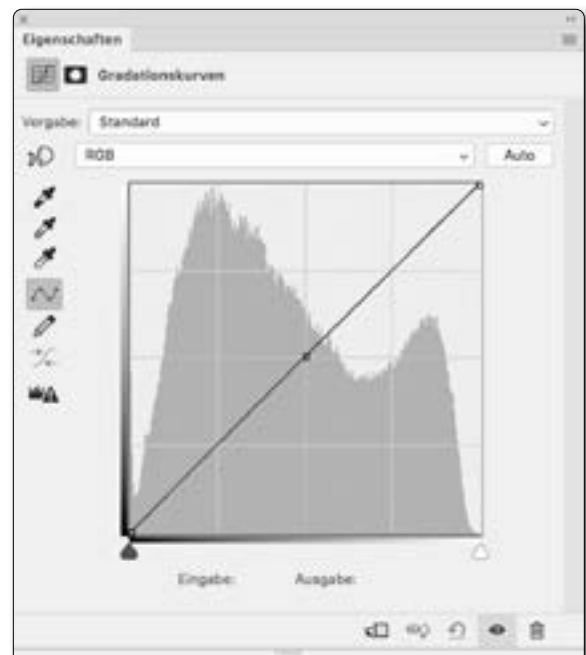 Eigenschaften
Gradationskurven
Vorgabe: Standard
RGB Auto
Eingabe: Ausgabe: